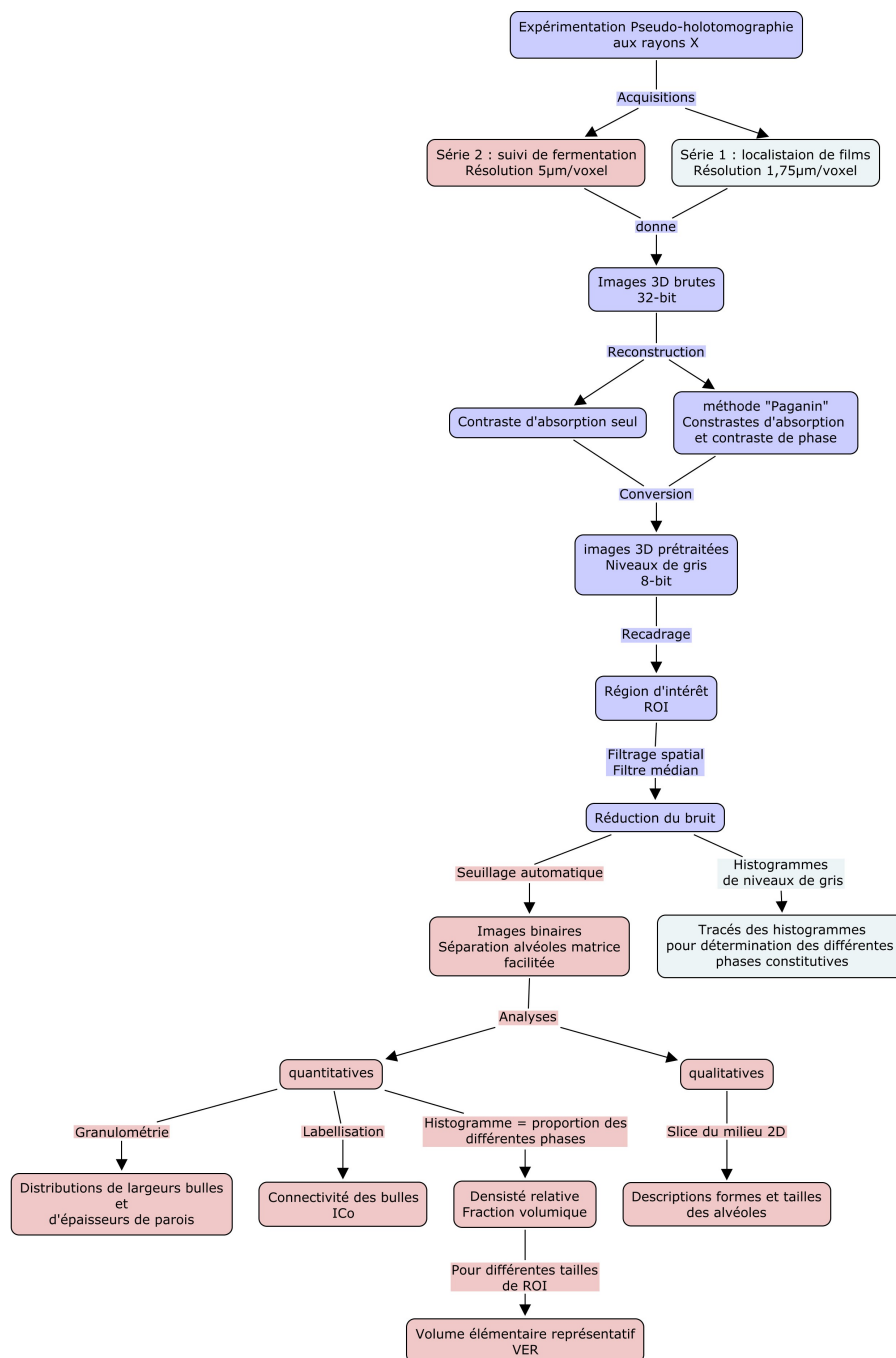 Expérimentation Pseudo-holotomographie
aux rayons X
Acquisitions
Série 2 : suivi de fermentation
Résolution 5µm/voxel
Série 1 : localistaion de films
Résolution 1,75µm/voxel
donne
Images 3D brutes
32-bit
Reconstruction
Contraste d'absorption seul
méthode "Paganin"
Constrastes d'absorption
et contraste de phase
Conversion
images 3D prétraitées
Niveaux de gris
8-bit
Recadrage
Région d'intérêt
ROI
Filtrage spatial
Filtre médian
Réduction du bruit
Seuillage automatique
Histogrammes
de niveaux de gris
Images binaires
Séparation alvéoles matrice
facilitée
Tracés des histogrammes
pour détermination des différentes
phases constitutives
Analyses
quantitatives
qualitatives
Granulométrie
Labellisation
Histogramme = proportion des
différentes phases
Slice du milieu 2D
Distributions de largeurs bulles
et
d'épaisseurs de parois
Connectivité des bulles
ICo
Densisté relative
Fraction volumique
Descriptions formes et tailles
des alvéoles
Pour différentes tailles
de ROI
Volume élémentaire représentatif
VER